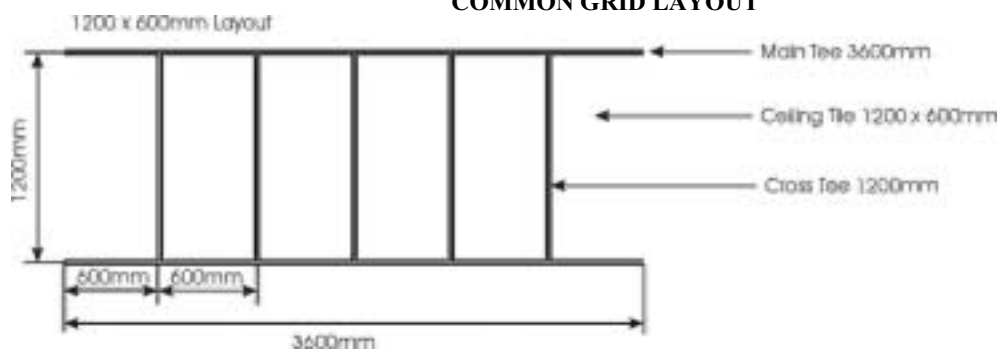 COMMON GRID LAYOUT
1200 x 600mm Layout
Main Tee 3600mm
Ceiling Tile 1200 x 600mm
1200mm
Cross Tee 1200mm
600mm 600mm
3600mm